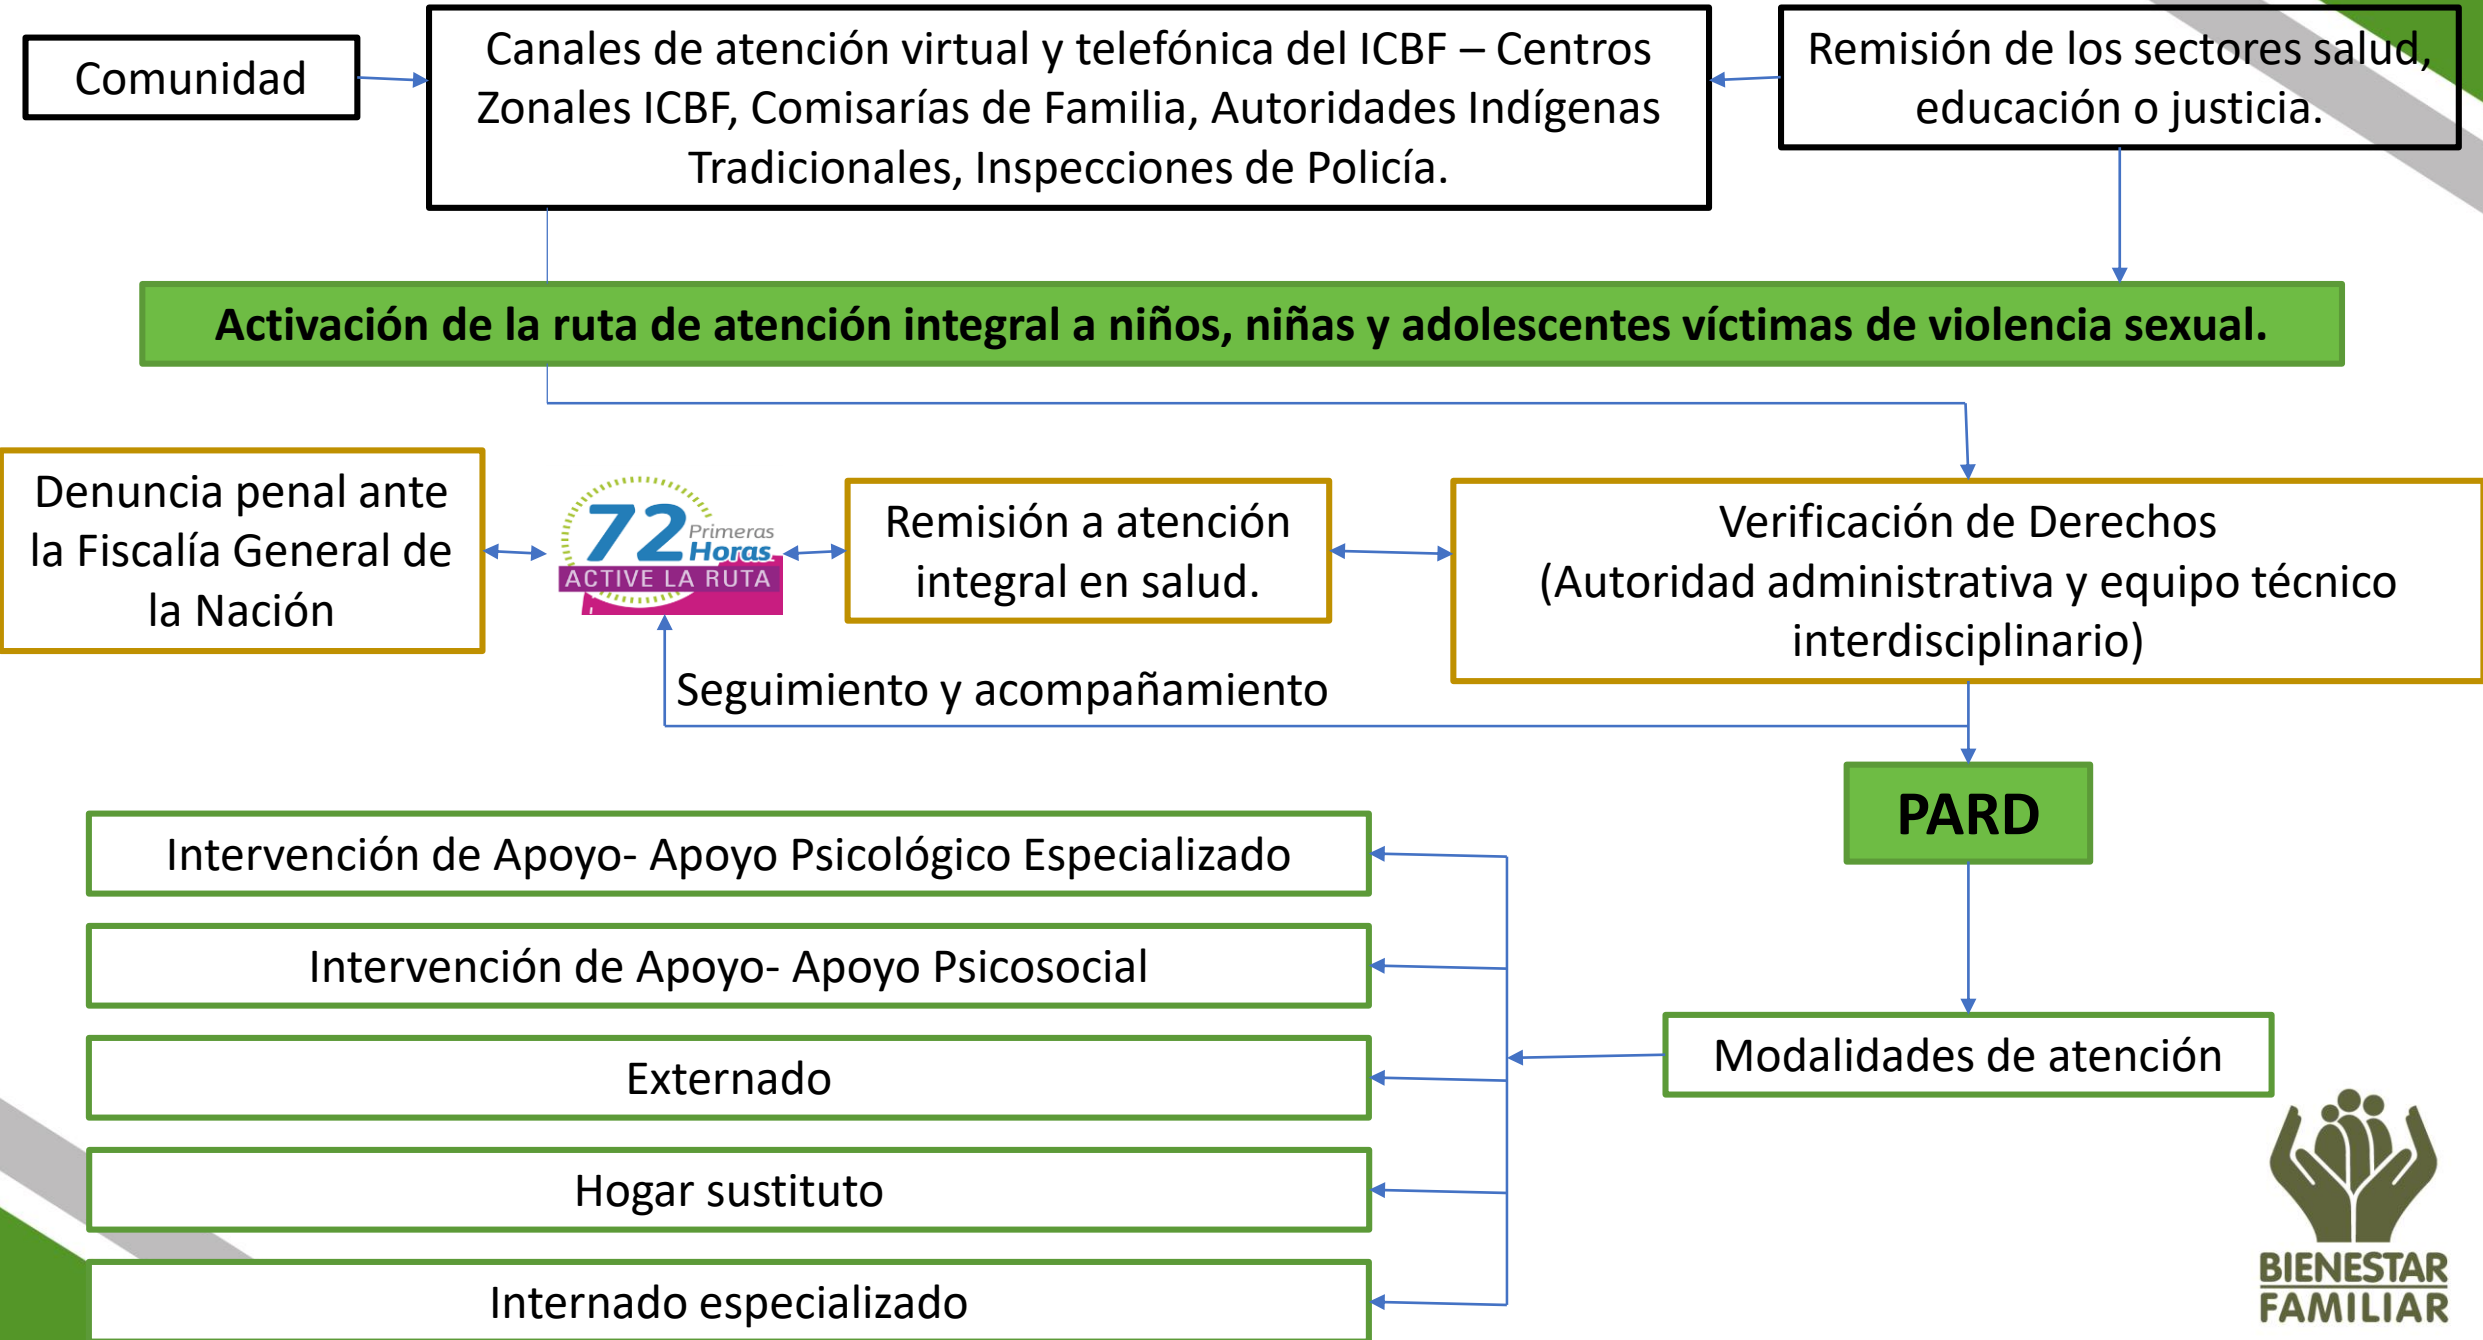 Comunidad
Canales de atención virtual y telefónica del ICBF – Centros
Zonales ICBF, Comisarías de Familia, Autoridades Indígenas
Tradicionales, Inspecciones de Policía.
Remisión de los sectores salud,
educación o justicia.
Activación de la ruta de atención integral a niños, niñas y adolescentes víctimas de violencia sexual.
Denuncia penal ante
la Fiscalía General de
la Nación
72 Primeras
Horas
ACTIVE LA RUTA
Remisión a atención
integral en salud.
Verificación de Derechos
(Autoridad administrativa y equipo técnico
interdisciplinario)
Seguimiento y acompañamiento
PARD
Modalidades de atención
Intervención de Apoyo- Apoyo Psicológico Especializado
Intervención de Apoyo- Apoyo Psicosocial
Externado
Hogar sustituto
Internado especializado
BIENESTAR
FAMILIAR